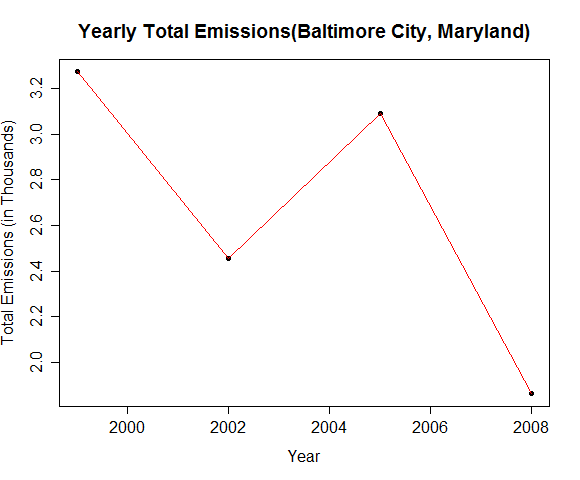 Yearly Total Emissions(Baltimore City, Maryland)
Total Emissions (in Thousands)
3.2
3.0
2.8
2.6
2.4
2.2
2.0
2000 2002 2004 2006 2008
Year